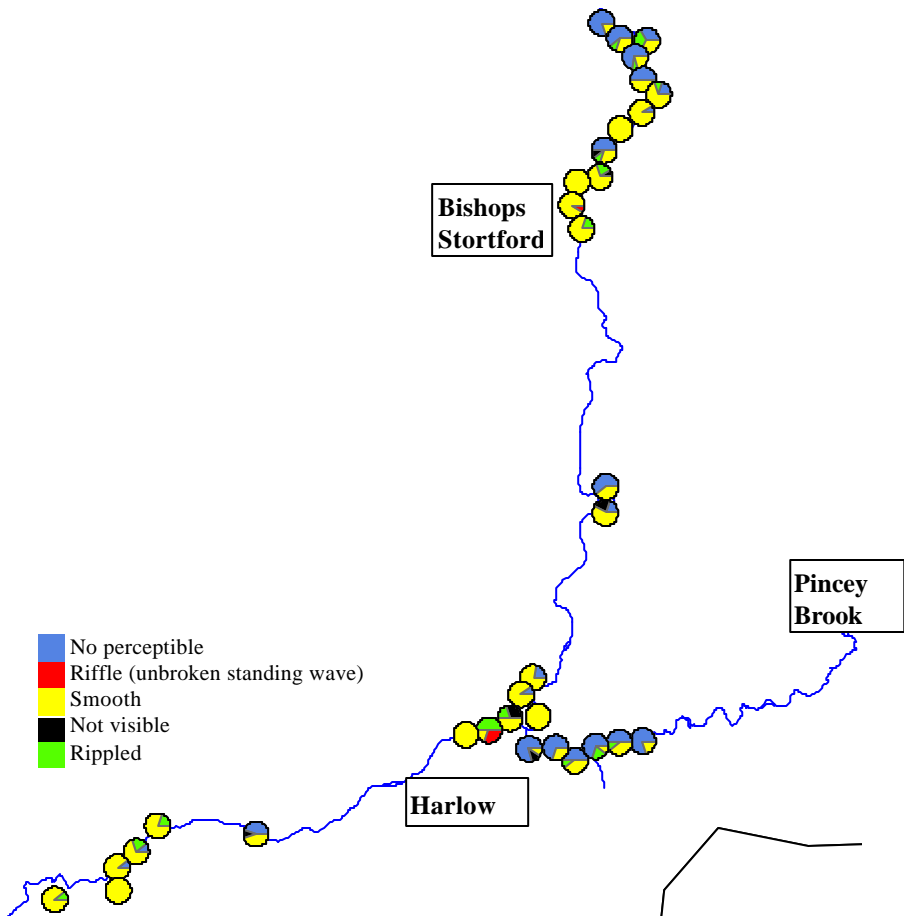 Bishops
Stortford
Pincey
Brook
No perceptible
Riffle (unbroken standing wave)
Smooth
Not visible
Rippled
Harlow